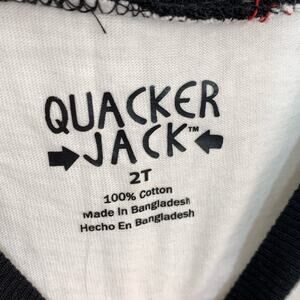 QUACKER
JACK™
2T
100% Cotton
Made In Bangladesh
Hecho En Bangladesh